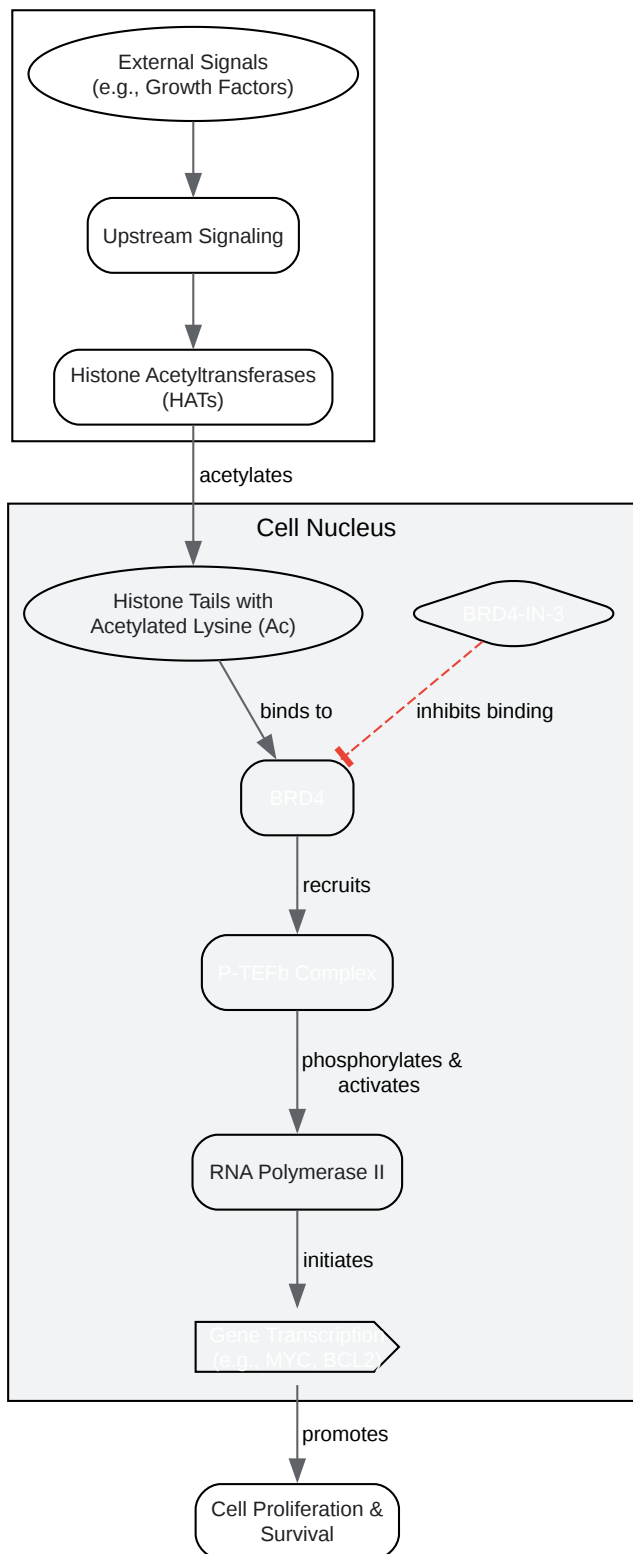 External Signals
(e.g., Growth Factors)
Upstream Signaling
Histone Acetyltransferases
(HATs)
acetylates
Cell Nucleus
Histone Tails with
Acetylated Lysine (Ac)
BRD4-IN-3
binds to
inhibits binding
BRD4
recruits
P-TEFb Complex
phosphorylates &
activates
RNA Polymerase II
initiates
Gene Transcription
(e.g., MYC, BCL2)
promotes
Cell Proliferation &
Survival